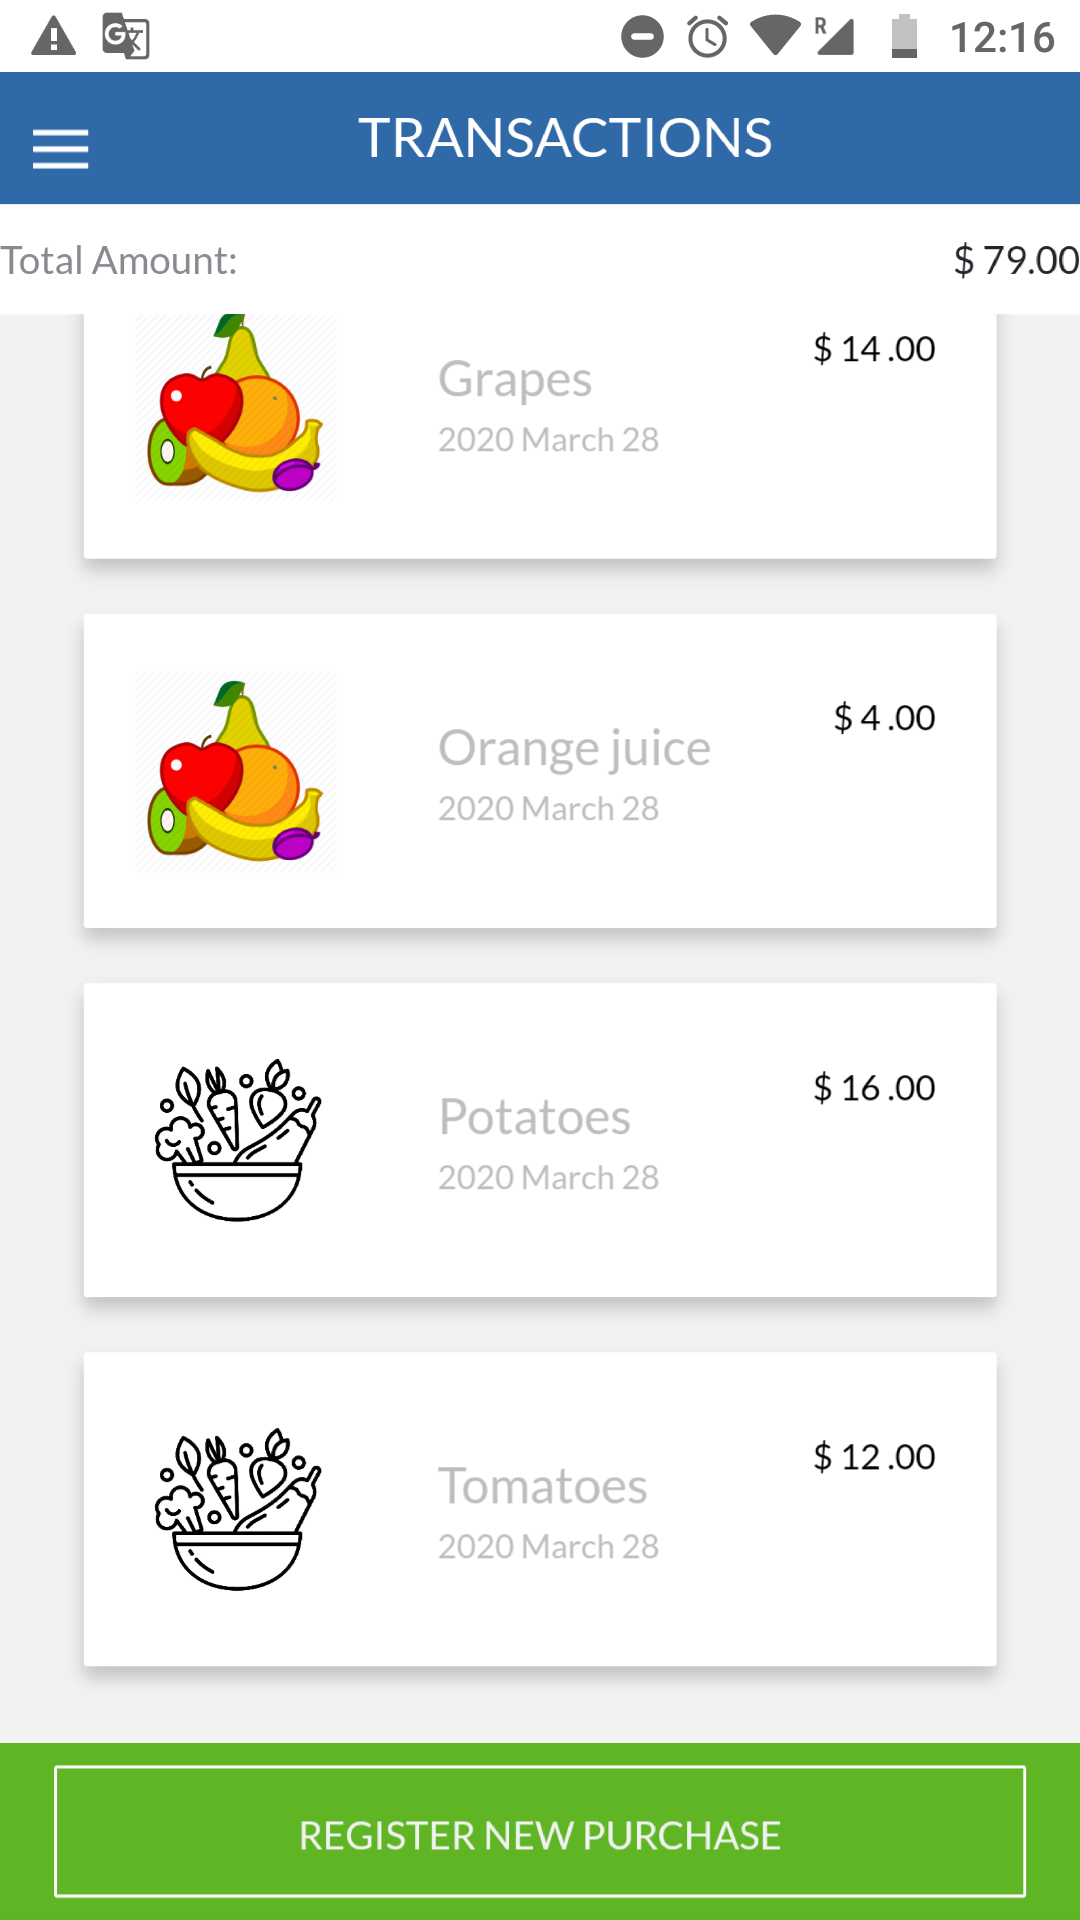 R 12:16
TRANSACTIONS
Total Amount: $ 79.00
$ 14 .00
Grapes
2020 March 28
$ 4 .00
Orange juice
2020 March 28
$ 16 .00
Potatoes
2020 March 28
$ 12 .00
Tomatoes
2020 March 28
REGISTER NEW PURCHASE